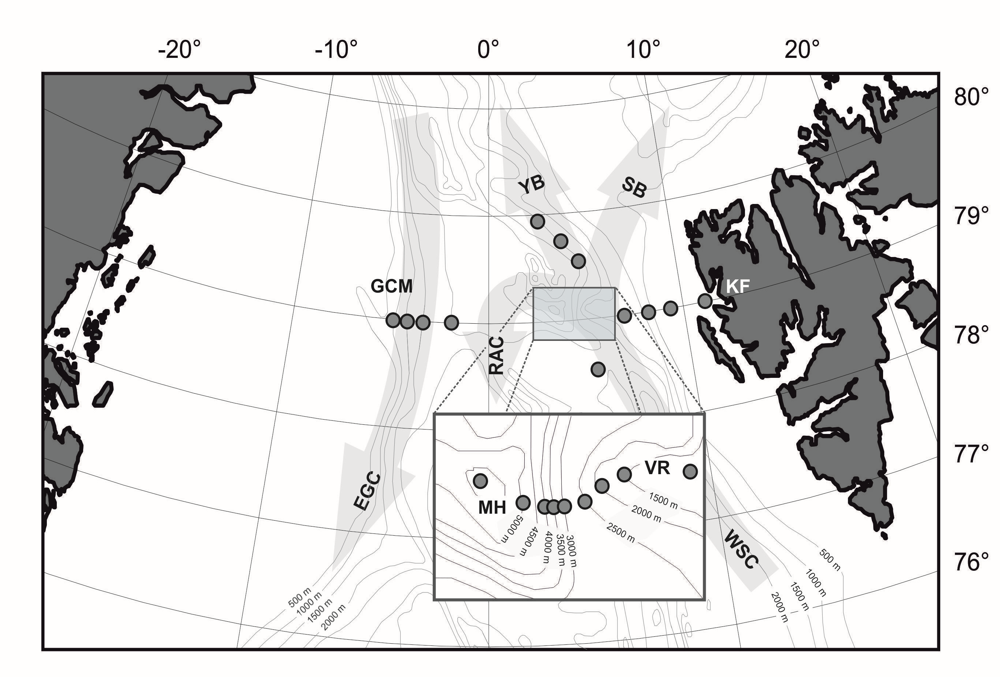 -20° -10° 0° 10° 20°
80°
79°
78°
77°
76°
YB
SB
GCM
KF
RAC
EGC
WSC
MH
VR
1500 m
2000 m
2500 m
5000 m
4500 m
4000 m
3500 m
3000 m
500 m
1000 m
1500 m
2000 m
500 m
1000 m
1500 m
2000 m